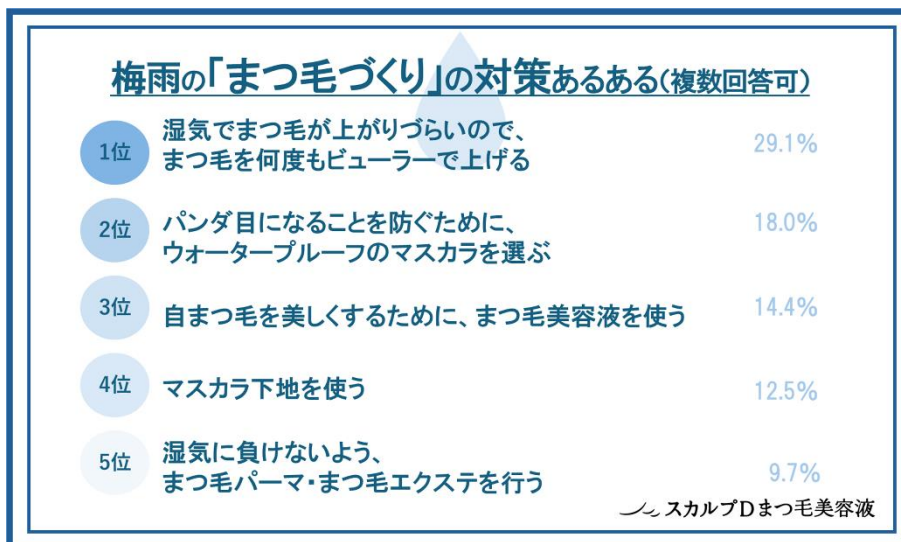 梅雨の「まつ毛づくり」の対策あるある(複数回答可)
1位
湿気でまつ毛が上がりづらいので、
まつ毛を何度もビューラーで上げる
29.1%
2位
パンダ目になることを防ぐために、
ウォータープルーフのマスカラを選ぶ
18.0%
3位
自まつ毛を美しくするために、まつ毛美容液を使う
14.4%
4位
マスカラ下地を使う
12.5%
5位
湿気に負けないよう、
まつ毛パーマ・まつ毛エクステを行う
9.7%
スカルプDまつ毛美容液